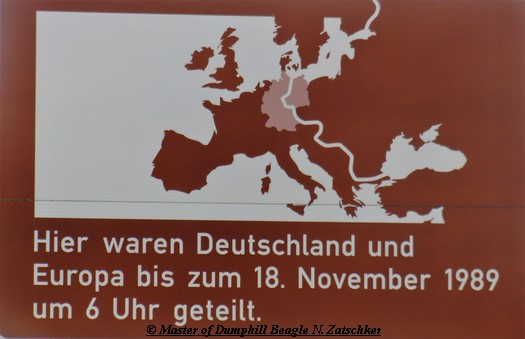 Hier waren Deutschland und
Europa bis zum 18. November 1989
um 6 Uhr geteilt.
© Master of Dumphill Beagle N. Zatschker